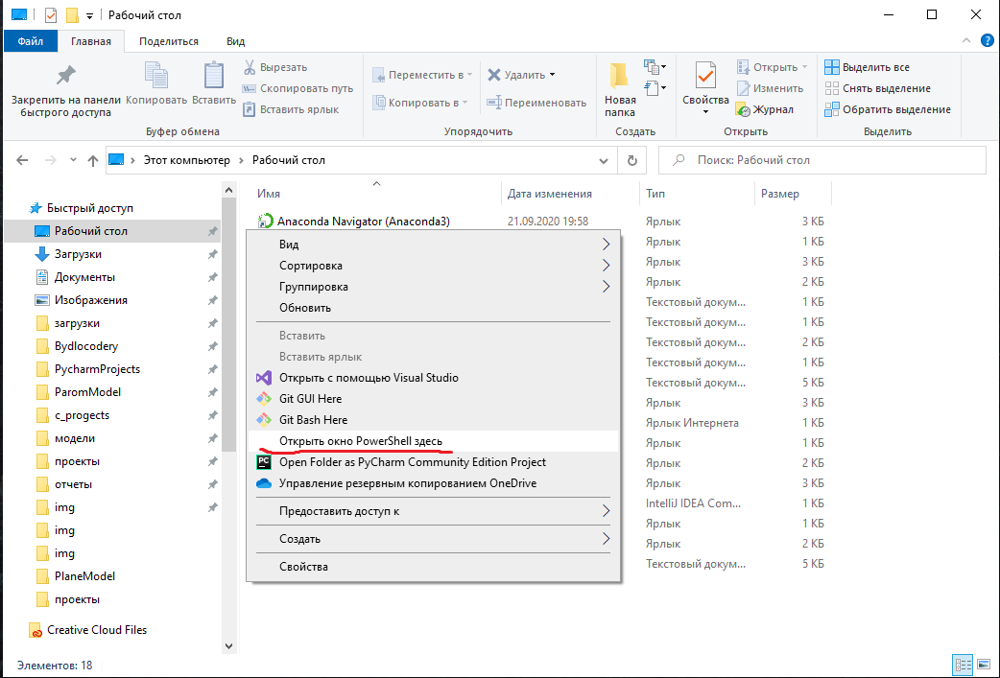 Рабочий стол
Файл Главная Поделиться Вид
Закрепить на панели быстрого доступа
Копировать
Вставить
Вырезать
Скопировать путь
Вставить ярлык
Буфер обмена
Переместить в
Копировать в
Удалить
Переименовать
Упорядочить
Новая папка
Создать
Свойства
Открыть
Изменить
Журнал
Открыть
Выделить все
Снять выделение
Обратить выделение
Выделить
Этот компьютер Рабочий стол
Поиск: Рабочий стол
Быстрый доступ
Рабочий стол
Загрузки
Документы
Изображения
загрузки
Bydlocodery
PycharmProjects
ParomModel
c_progects
модели
проекты
отчеты
img
img
img
PlaneModel
проекты
Creative Cloud Files
Имя Дата изменения Тип Размер
Anaconda Navigator (Anaconda3) 21.09.2020 19:58 Ярлык 3 КБ
Ярлык 1 КБ
Ярлык 3 КБ
Ярлык 2 КБ
Текстовый докум... 1 КБ
Текстовый докум... 1 КБ
Текстовый докум... 2 КБ
Текстовый докум... 1 КБ
Текстовый докум... 5 КБ
Ярлык 3 КБ
Ярлык Интернета 1 КБ
Ярлык 1 КБ
Ярлык 2 КБ
Ярлык 3 КБ
IntelliJ IDEA Com... 1 КБ
Ярлык 1 КБ
Ярлык 2 КБ
Текстовый докум... 5 КБ
Вид
Сортировка
Группировка
Обновить
Вставить
Вставить ярлык
Открыть с помощью Visual Studio
Git GUI Here
Git Bash Here
Открыть окно PowerShell здесь
PC Open Folder as PyCharm Community Edition Project
Управление резервным копированием OneDrive
Предоставить доступ к
Создать
Свойства
Элементов: 18